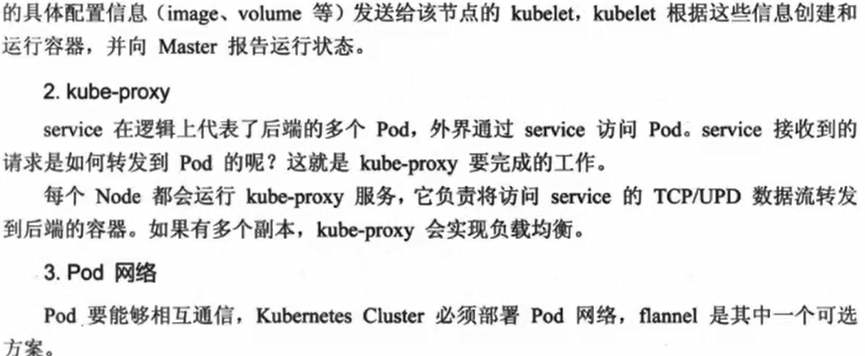 的具体配置信息（image、volume 等）发送给该节点的 kubelet，kubelet 根据这些信息创建和
运行容器，并向 Master 报告运行状态。
2. kube-proxy
service 在逻辑上代表了后端的多个 Pod，外界通过 service 访问 Pod。service 接收到的
请求是如何转发到 Pod 的呢？这就是 kube-proxy 要完成的工作。
每个 Node 都会运行 kube-proxy 服务，它负责将访问 service 的 TCP/UPD 数据流转发
到后端的容器。如果有多个副本，kube-proxy 会实现负载均衡。
3. Pod 网络
Pod 要能够相互通信，Kubernetes Cluster 必须部署 Pod 网络，flannel 是其中一个可选
方案。